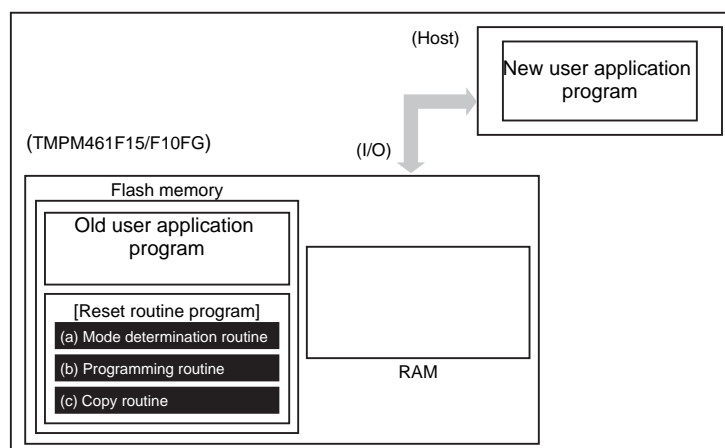 (Host)
New user application
program
(TMPM461F15/F10FG)
(I/O)
Flash memory
Old user application
program
[Reset routine program]
(a) Mode determination routine
(b) Programming routine
(c) Copy routine
RAM